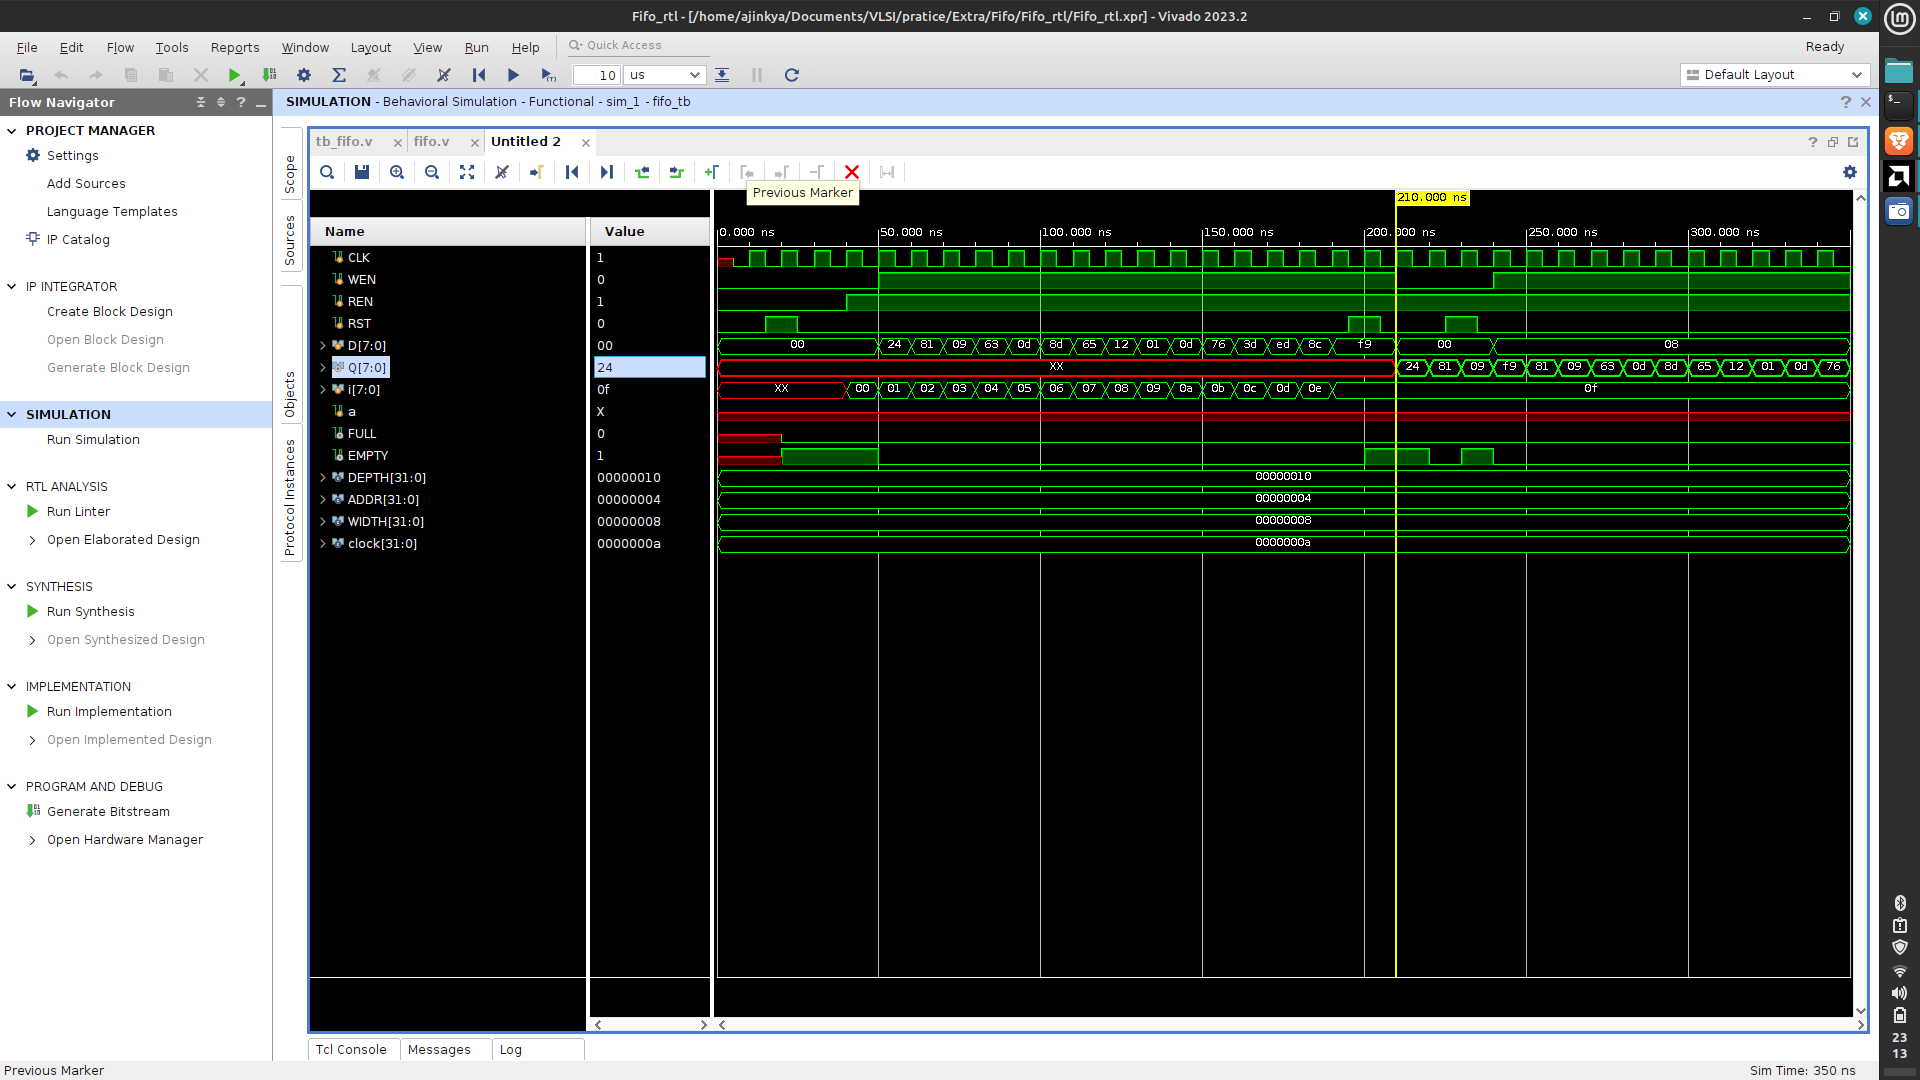 Fifo_rtl - [/home/ajinkya/Documents/VLSI/pratice/Extra/Fifo/Fifo_rtl/Fifo_rtl.xpr] - Vivado 2023.2
File Edit Flow Tools Reports Window Layout View Run Help Quick Access Ready
10 us Default Layout
Flow Navigator
SIMULATION - Behavioral Simulation - Functional - sim_1 - fifo_tb
PROJECT MANAGER
Settings
Add Sources
Language Templates
IP Catalog
IP INTEGRATOR
Create Block Design
Open Block Design
Generate Block Design
SIMULATION
Run Simulation
RTL ANALYSIS
Run Linter
Open Elaborated Design
SYNTHESIS
Run Synthesis
Open Synthesized Design
IMPLEMENTATION
Run Implementation
Open Implemented Design
PROGRAM AND DEBUG
Generate Bitstream
Open Hardware Manager
Scope
Sources
Objects
Protocol Instances
tb_fifo.v fifo.v Untitled 2
Previous Marker
210.000 ns
Name Value
0.000 ns 50.000 ns 100.000 ns 150.000 ns 200.000 ns 250.000 ns 300.000 ns
CLK 1
WEN 0
REN 1
RST 0
D[7:0] 00 00 24 81 09 63 0d 8d 65 12 01 0d 76 3d ed 8c f9 00 08
Q[7:0] 24 XX 24 81 09 f9 81 09 63 0d 8d 65 12 01 0d 76
i[7:0] 0f XX 00 01 02 03 04 05 06 07 08 09 0a 0b 0c 0d 0e 0f
a X
FULL 0
EMPTY 1
DEPTH[31:0] 00000010 00000010
ADDR[31:0] 00000004 00000004
WIDTH[31:0] 00000008 00000008
clock[31:0] 0000000a 0000000a
Tcl Console Messages Log
Previous Marker Sim Time: 350 ns
23
13